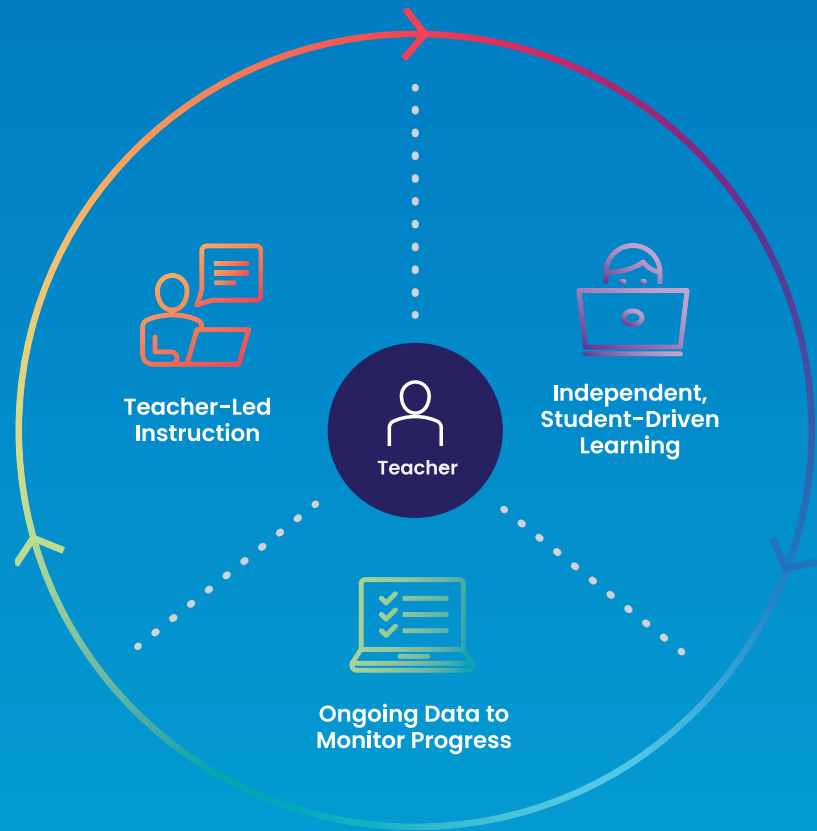 Teacher-Led
Instruction
Independent,
Student-Driven
Learning
Teacher
Ongoing Data to
Monitor Progress